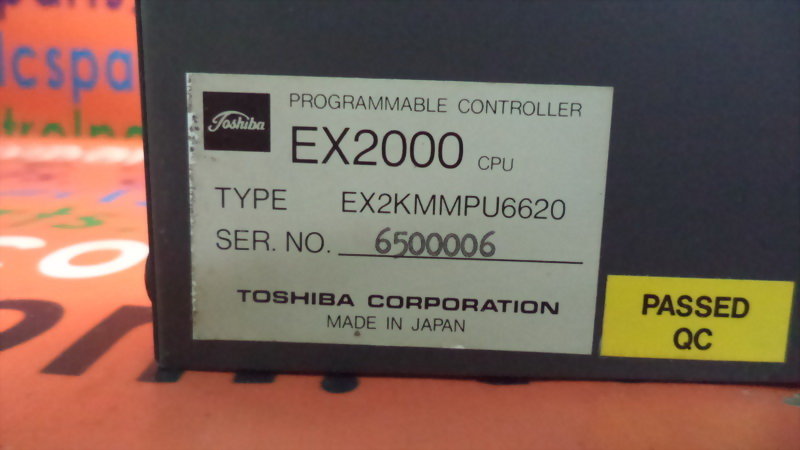 PROGRAMMABLE CONTROLLER
Toshiba
EX2000 CPU
TYPE EX2KMMPU6620
SER. NO. 6500006
TOSHIBA CORPORATION
MADE IN JAPAN
PASSED
QC